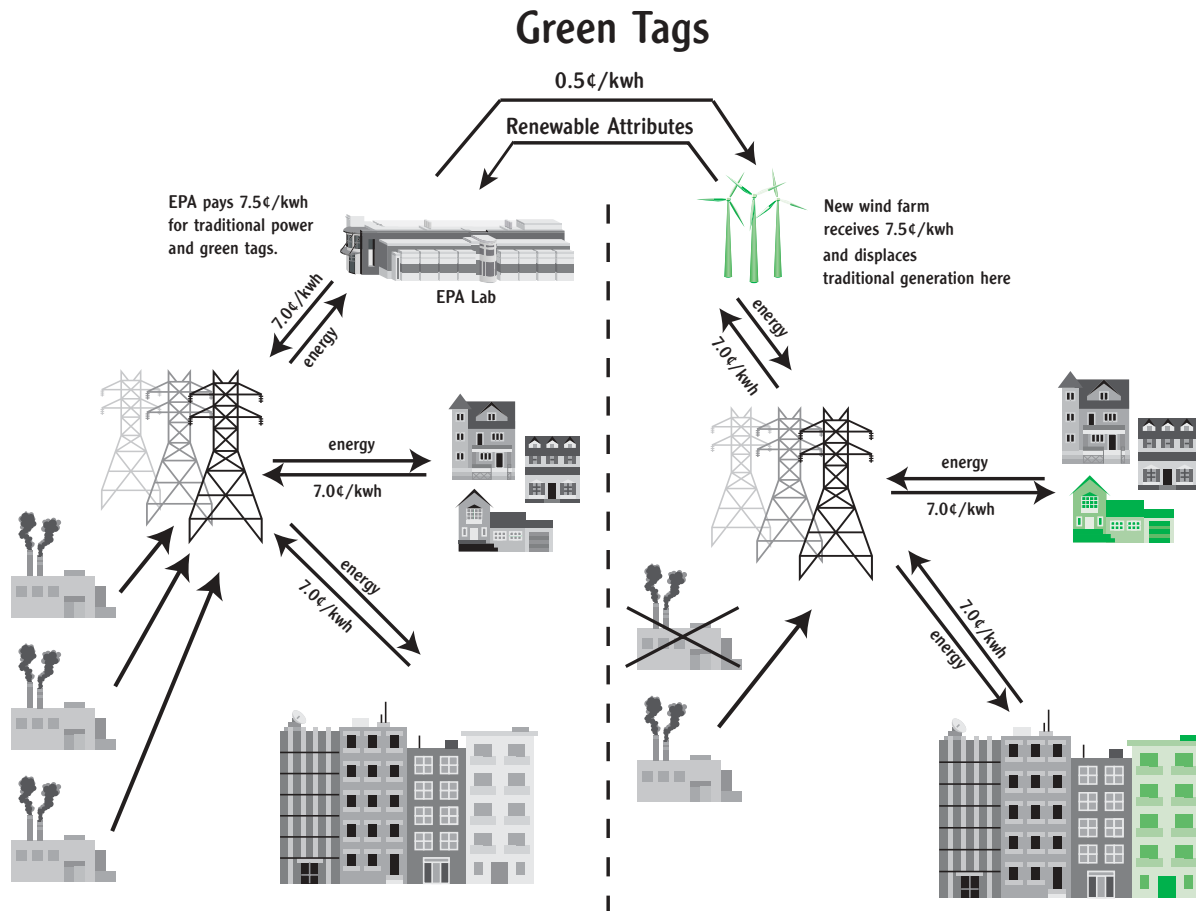 Green Tags
0.5¢/kwh
Renewable Attributes
EPA pays 7.5¢/kwh
for traditional power
and green tags.
New wind farm
receives 7.5¢/kwh
and displaces
traditional generation here
EPA Lab
7.0¢/kwh
energy
energy
7.0¢/kwh
energy
7.0¢/kwh
energy
7.0¢/kwh
energy
7.0¢/kwh
energy
7.0¢/kwh
7.0¢/kwh
energy